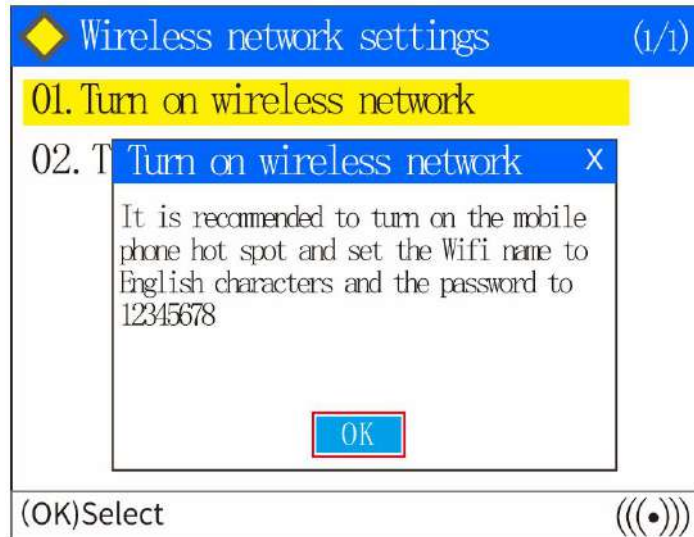 Wireless network settings (1/1)
01. Turn on wireless network
02. T
Turn on wireless network X
It is recommended to turn on the mobile
phone hot spot and set the Wifi name to
English characters and the password to
12345678
OK
(OK)Select